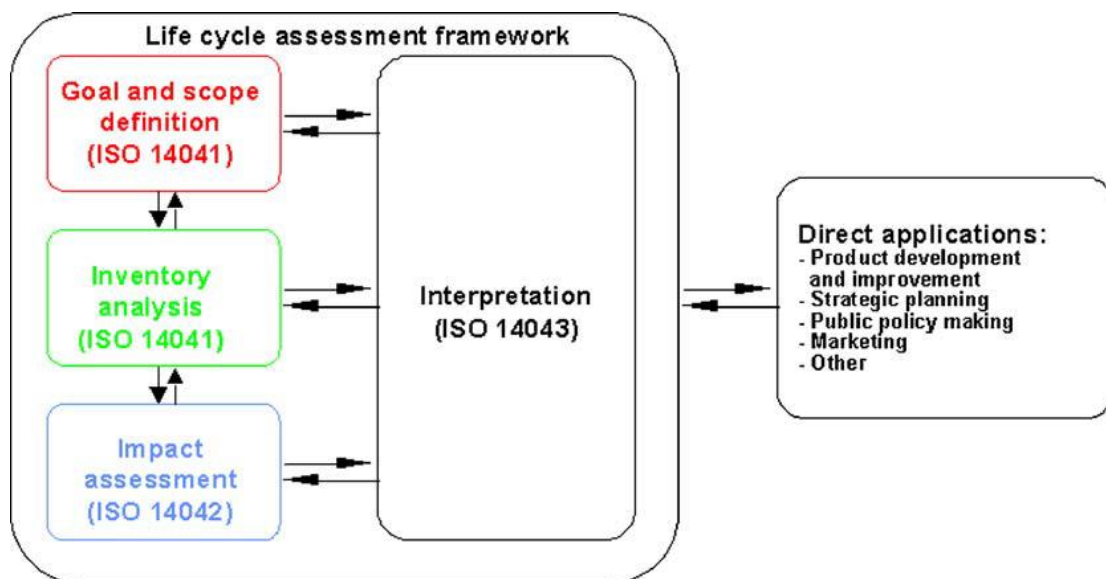 Life cycle assessment framework
Goal and scope
definition
(ISO 14041)
Inventory
analysis
(ISO 14041)
Impact
assessment
(ISO 14042)
Interpretation
(ISO 14043)
Direct applications:
- Product development
and improvement
- Strategic planning
- Public policy making
- Marketing
- Other